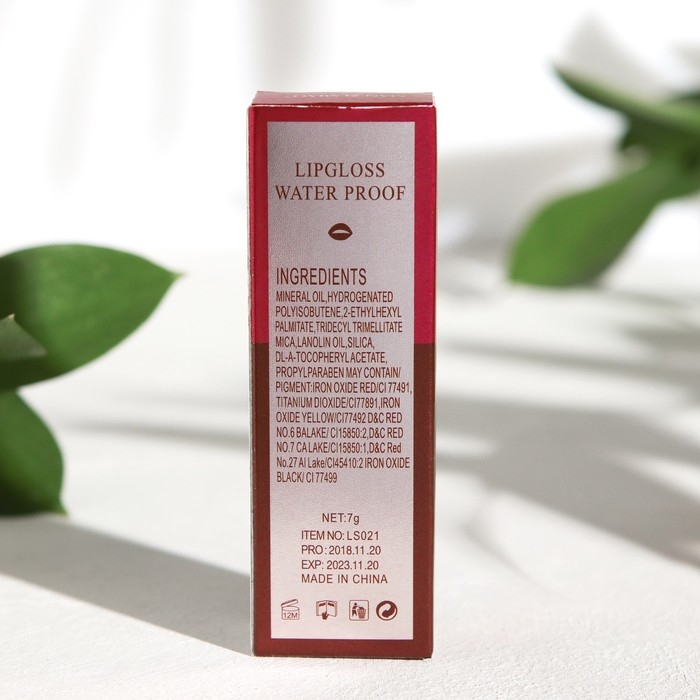 LIPGLOSS
WATER PROOF
INGREDIENTS
MINERAL OIL,HYDROGENATED
POLYISOBUTENE,2-ETHYLHEXYL
PALMITATE,TRIDECYL TRIMELLITATE
MICA,LANOLIN OIL,SILICA,
DL-A-TOCOPHERYL ACETATE,
PROPYLPARABEN MAY CONTAIN/
PIGMENT:IRON OXIDE RED/CI 77491,
TITANIUM DIOXIDE/CI77891,IRON
OXIDE YELLOW/CI77492 D&C RED
NO.6 BALAKE/ CI15850:2,D&C RED
NO.7 CA LAKE/CI15850:1,D&C Red
No.27 Al Lake/CI45410:2 IRON OXIDE
BLACK/ CI 77499
NET:7g
ITEM NO: LS021
PRO: 2018.11.20
EXP: 2023.11.20
MADE IN CHINA
12M